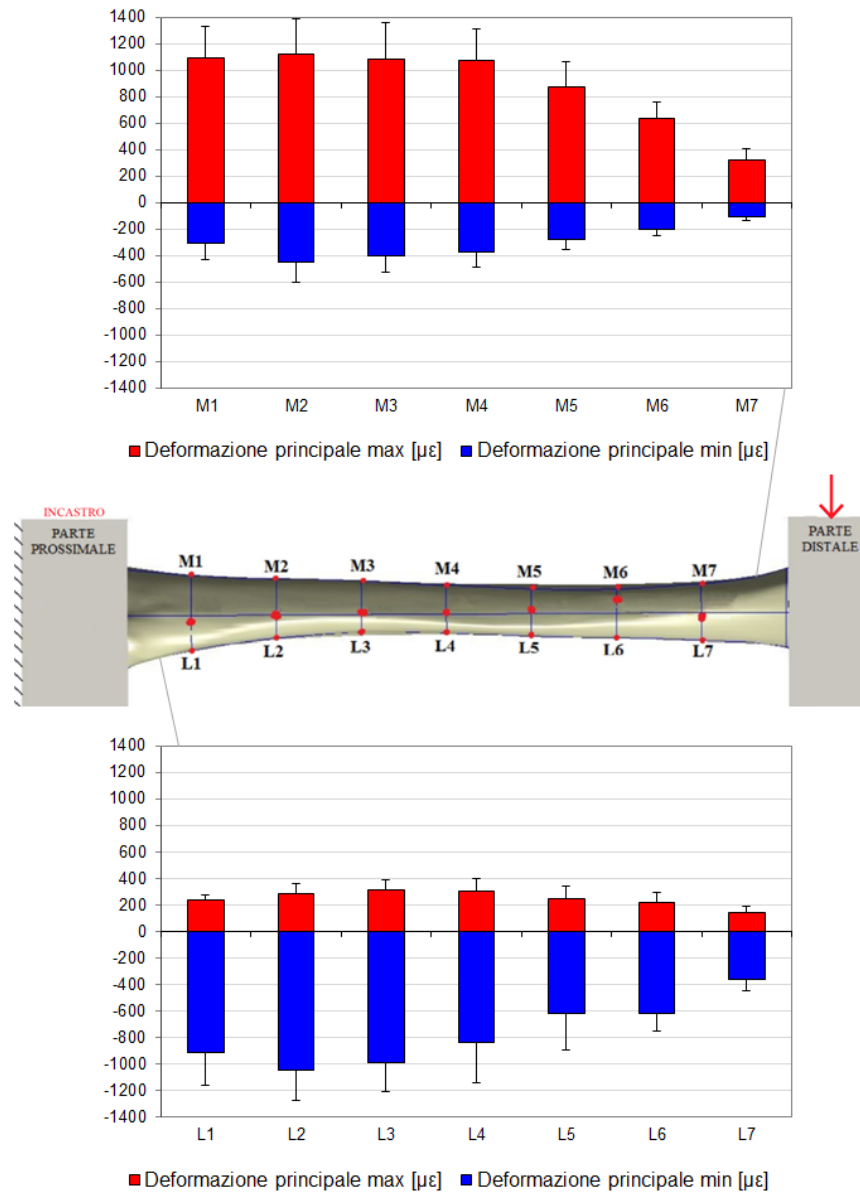 1400
1200
1000
800
600
400
200
0
-200
-400
-600
-800
-1000
-1200
-1400
M1 M2 M3 M4 M5 M6 M7
Deformazione principale max [µε] Deformazione principale min [µε]
INCASTRO
PARTE
PROSSIMALE
PARTE
DISTALE
M1 M2 M3 M4 M5 M6 M7
L1 L2 L3 L4 L5 L6 L7
1400
1200
1000
800
600
400
200
0
-200
-400
-600
-800
-1000
-1200
-1400
L1 L2 L3 L4 L5 L6 L7
Deformazione principale max [µε] Deformazione principale min [µε]